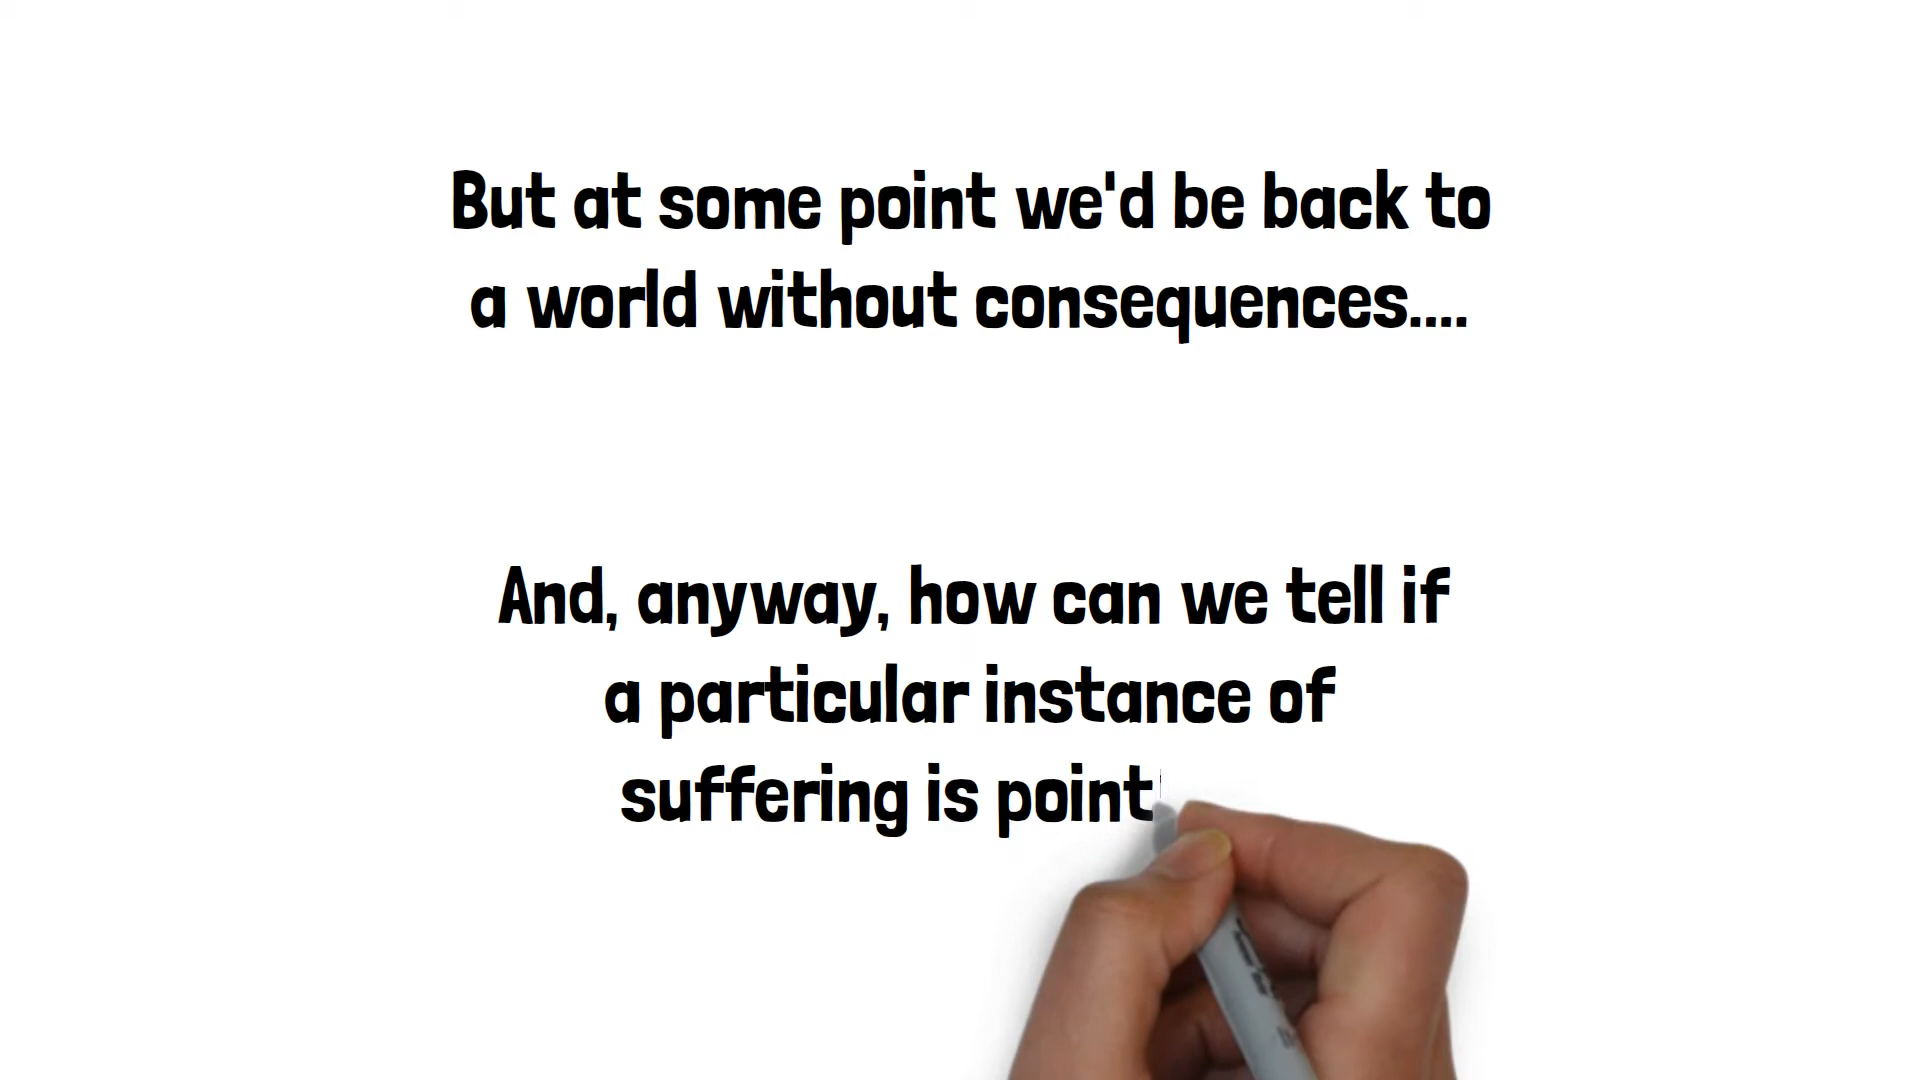 But at some point we'd be back to
a world without consequences....
And, anyway, how can we tell if
a particular instance of
suffering is point